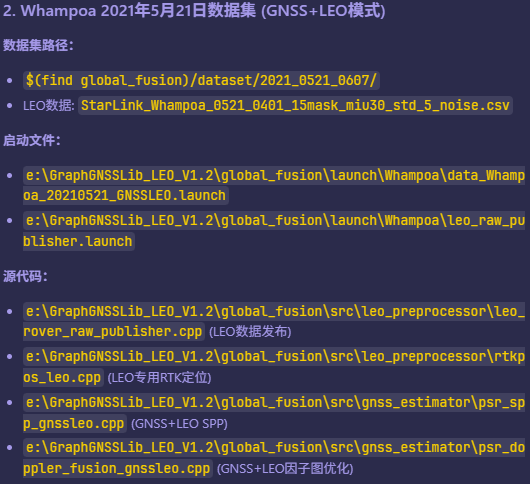 2. Whampoa 2021年5月21日数据集 (GNSS+LEO模式)
数据集路径：
• $(find global_fusion)/dataset/2021_0521_0607/
• LEO数据: StarLink_Whampoa_0521_0401_15mask_miu30_std_5_noise.csv
启动文件：
• e:\GraphGNSSLib_LEO_V1.2\global_fusion\launch\Whampoa\data_Whamp
oa_20210521_GNSSLEO.launch
• e:\GraphGNSSLib_LEO_V1.2\global_fusion\launch\Whampoa\leo_raw_pu
blisher.launch
源代码：
• e:\GraphGNSSLib_LEO_V1.2\global_fusion\src\leo_preprocessor\leo_
rover_raw_publisher.cpp (LEO数据发布)
• e:\GraphGNSSLib_LEO_V1.2\global_fusion\src\leo_preprocessor\rtkp
os_leo.cpp (LEO专用RTK定位)
• e:\GraphGNSSLib_LEO_V1.2\global_fusion\src\gnss_estimator\psr_sp
p_gnssleo.cpp (GNSS+LEO SPP)
• e:\GraphGNSSLib_LEO_V1.2\global_fusion\src\gnss_estimator\psr_do
ppler_fusion_gnssleo.cpp (GNSS+LEO因子图优化)